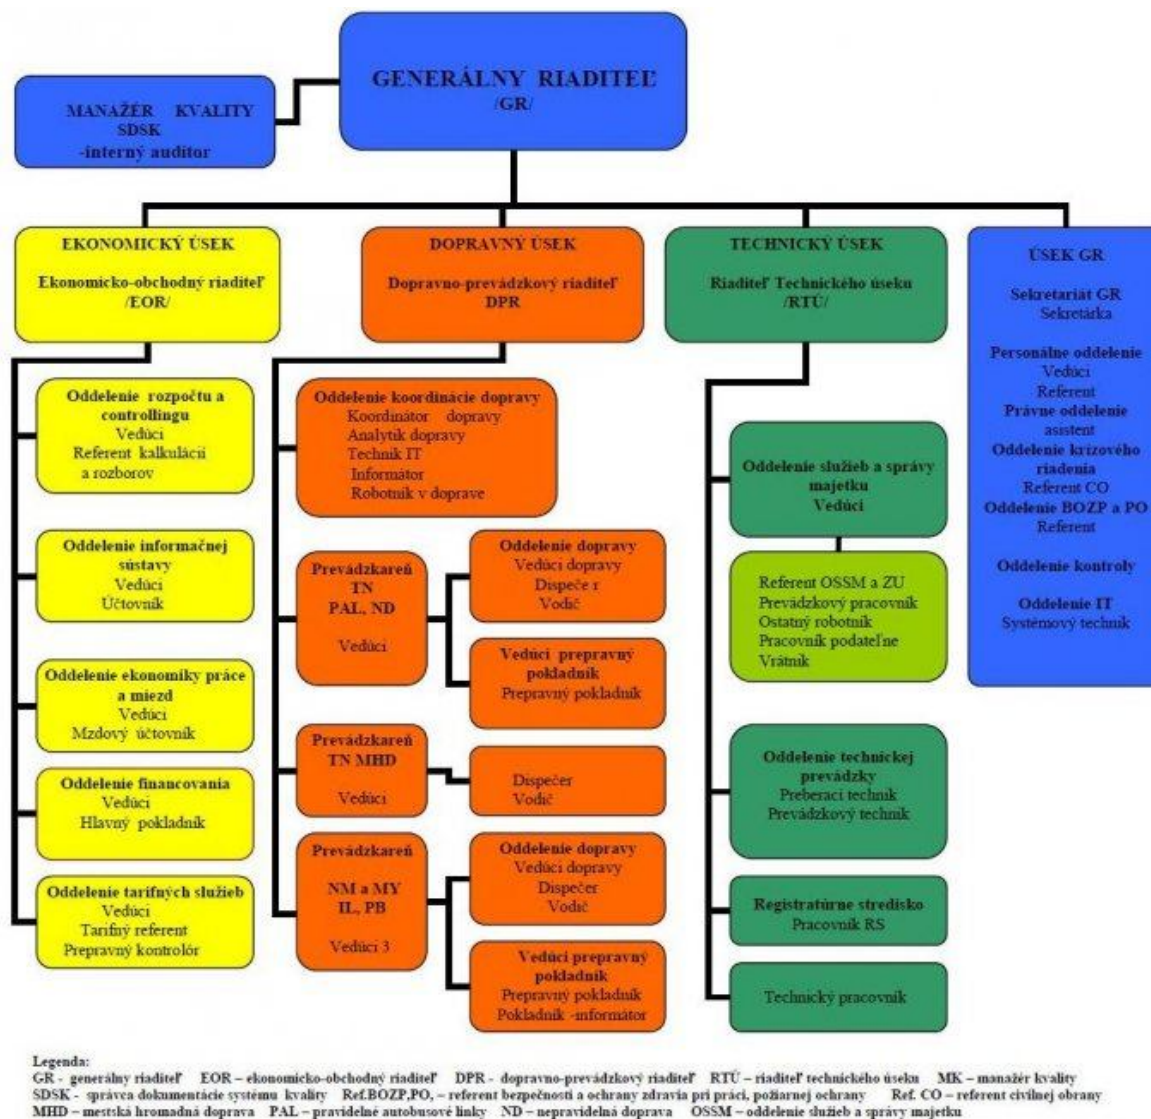 GENERÁLNY RIADITEĽ
/GR/
MANAŽÉR KVALITY
SDSK
-interný audítor
EKONOMICKÝ ÚSEK
Ekonomicko-obchodný riaditeľ
/EOR/
Oddelenie rozpočtu a
controllingu
Vedúci
Referent kalkulácií
a rozborov
Oddelenie informačnej
sústavy
Vedúci
Účtovník
Oddelenie ekonomiky práce
a miezd
Vedúci
Mzdový účtovník
Oddelenie financovania
Vedúci
Hlavný pokladník
Oddelenie tarifných služieb
Vedúci
Tarifný referent
Prepravný kontrolór
DOPRAVNÝ ÚSEK
Dopravno-prevádzkový riaditeľ
DPR
Oddelenie koordinácie dopravy
Koordinátor dopravy
Analytik dopravy
Technik IT
Informátor
Robotník v doprave
Prevádzkareň
TN
PAL, ND
Vedúci
Oddelenie dopravy
Vedúci dopravy
Dispeče r
Vodič
Vedúci prepravný
pokladník
Prepravný pokladník
Prevádzkareň
TN MHD
Vedúci
Dispečer
Vodič
Prevádzkareň
NM a MY
IL, PB
Vedúci 3
Oddelenie dopravy
Vedúci dopravy
Dispečer
Vodič
Vedúci prepravný
pokladník
Prepravný pokladník
Pokladník -informátor
TECHNICKÝ ÚSEK
Riaditeľ Technického úseku
/RTÚ/
Oddelenie služieb a správy
majetku
Vedúci
Referent OSSM a ZU
Prevádzkový pracovník
Ostatný robotník
Pracovník podateľne
Vrátnik
Oddelenie technickej
prevádzky
Preberací technik
Prevádzkový technik
Registratúrne stredisko
Pracovník RS
Technický pracovník
ÚSEK GR
Sekretariát GR
Sekretárka
Personálne oddelenie
Vedúci
Referent
Právne oddelenie
asistent
Oddelenie krízového
riadenia
Referent CO
Oddelenie BOZP a PO
Referent
Oddelenie kontroly
Oddelenie IT
Systémový technik
Legenda:
GR - generálny riaditeľ EOR – ekonomicko-obchodný riaditeľ DPR - dopravno-prevádzkový riaditeľ RTÚ – riaditeľ technického úseku MK – manažér kvality
SDSK - správca dokumentácie systému kvality Ref.BOZP,PO, – referent bezpečnosti a ochrany zdravia pri práci, požiarnej ochrany Ref. CO – referent civilnej obrany
MHD – mestská hromadná doprava PAL – pravidelné autobusové linky ND – nepravidelná doprava OSSM – oddelenie služieb a správy majetku